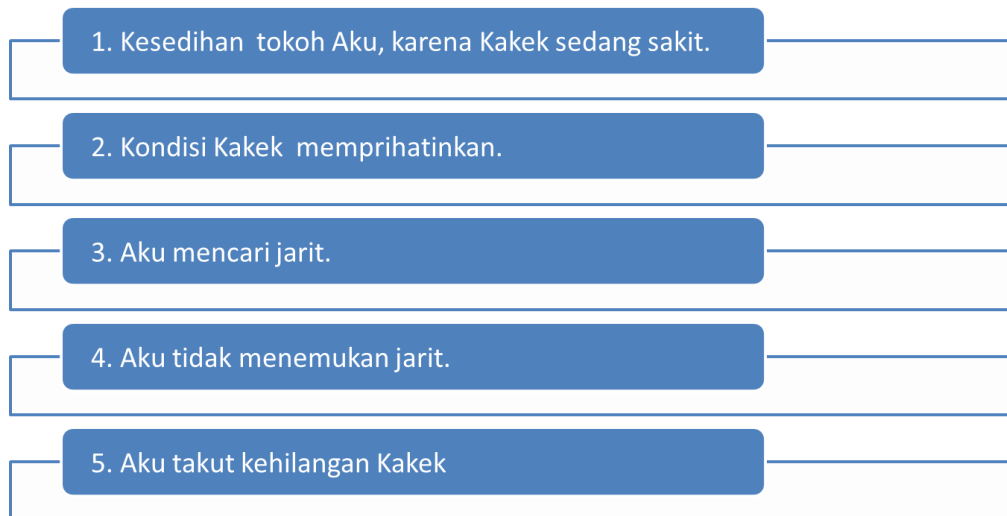 1. Kesedihan tokoh Aku, karena Kakek sedang sakit.
2. Kondisi Kakek memprihatinkan.
3. Aku mencari jarit.
4. Aku tidak menemukan jarit.
5. Aku takut kehilangan Kakek